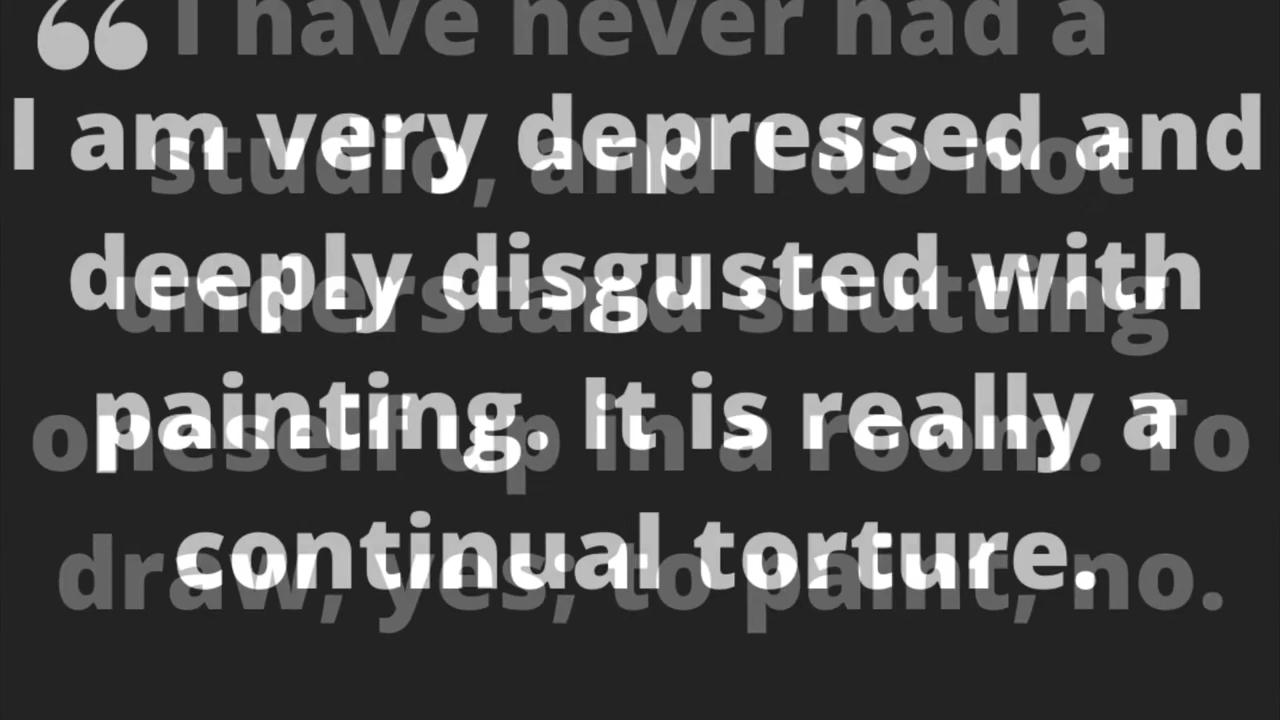 “ I have never had a
studio, and I do not
understand shutting
oneself up in a room. To
draw, yes; to paint, no.
I am very depressed and
deeply disgusted with
painting. It is really a
continual torture.